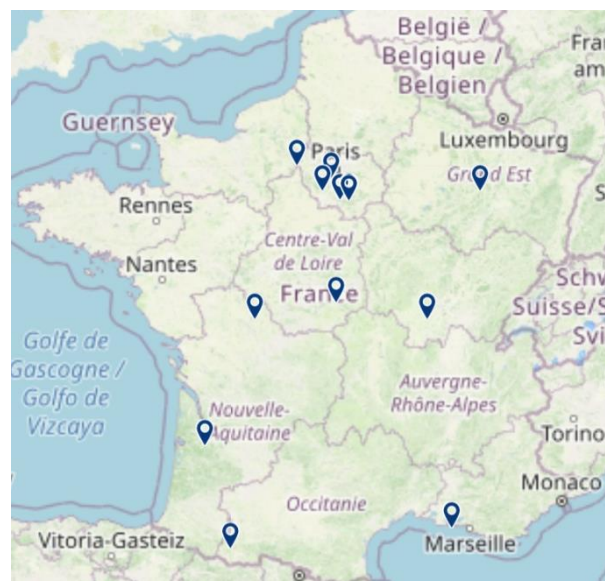 België /
Belgique /
Belgien
Fra
am
Guernsey
Luxembourg
Paris
Grand Est
S
Rennes
Centre-Val
de Loire
Nantes
France
Schw
Suisse/S
Svi
Golfe de
Gascogne /
Golfo de
Vizcaya
Auvergne-
Rhône-Alpes
Nouvelle-
Aquitaine
Torino
Monaco
Occitanie
Vitoria-Gasteiz
Marseille